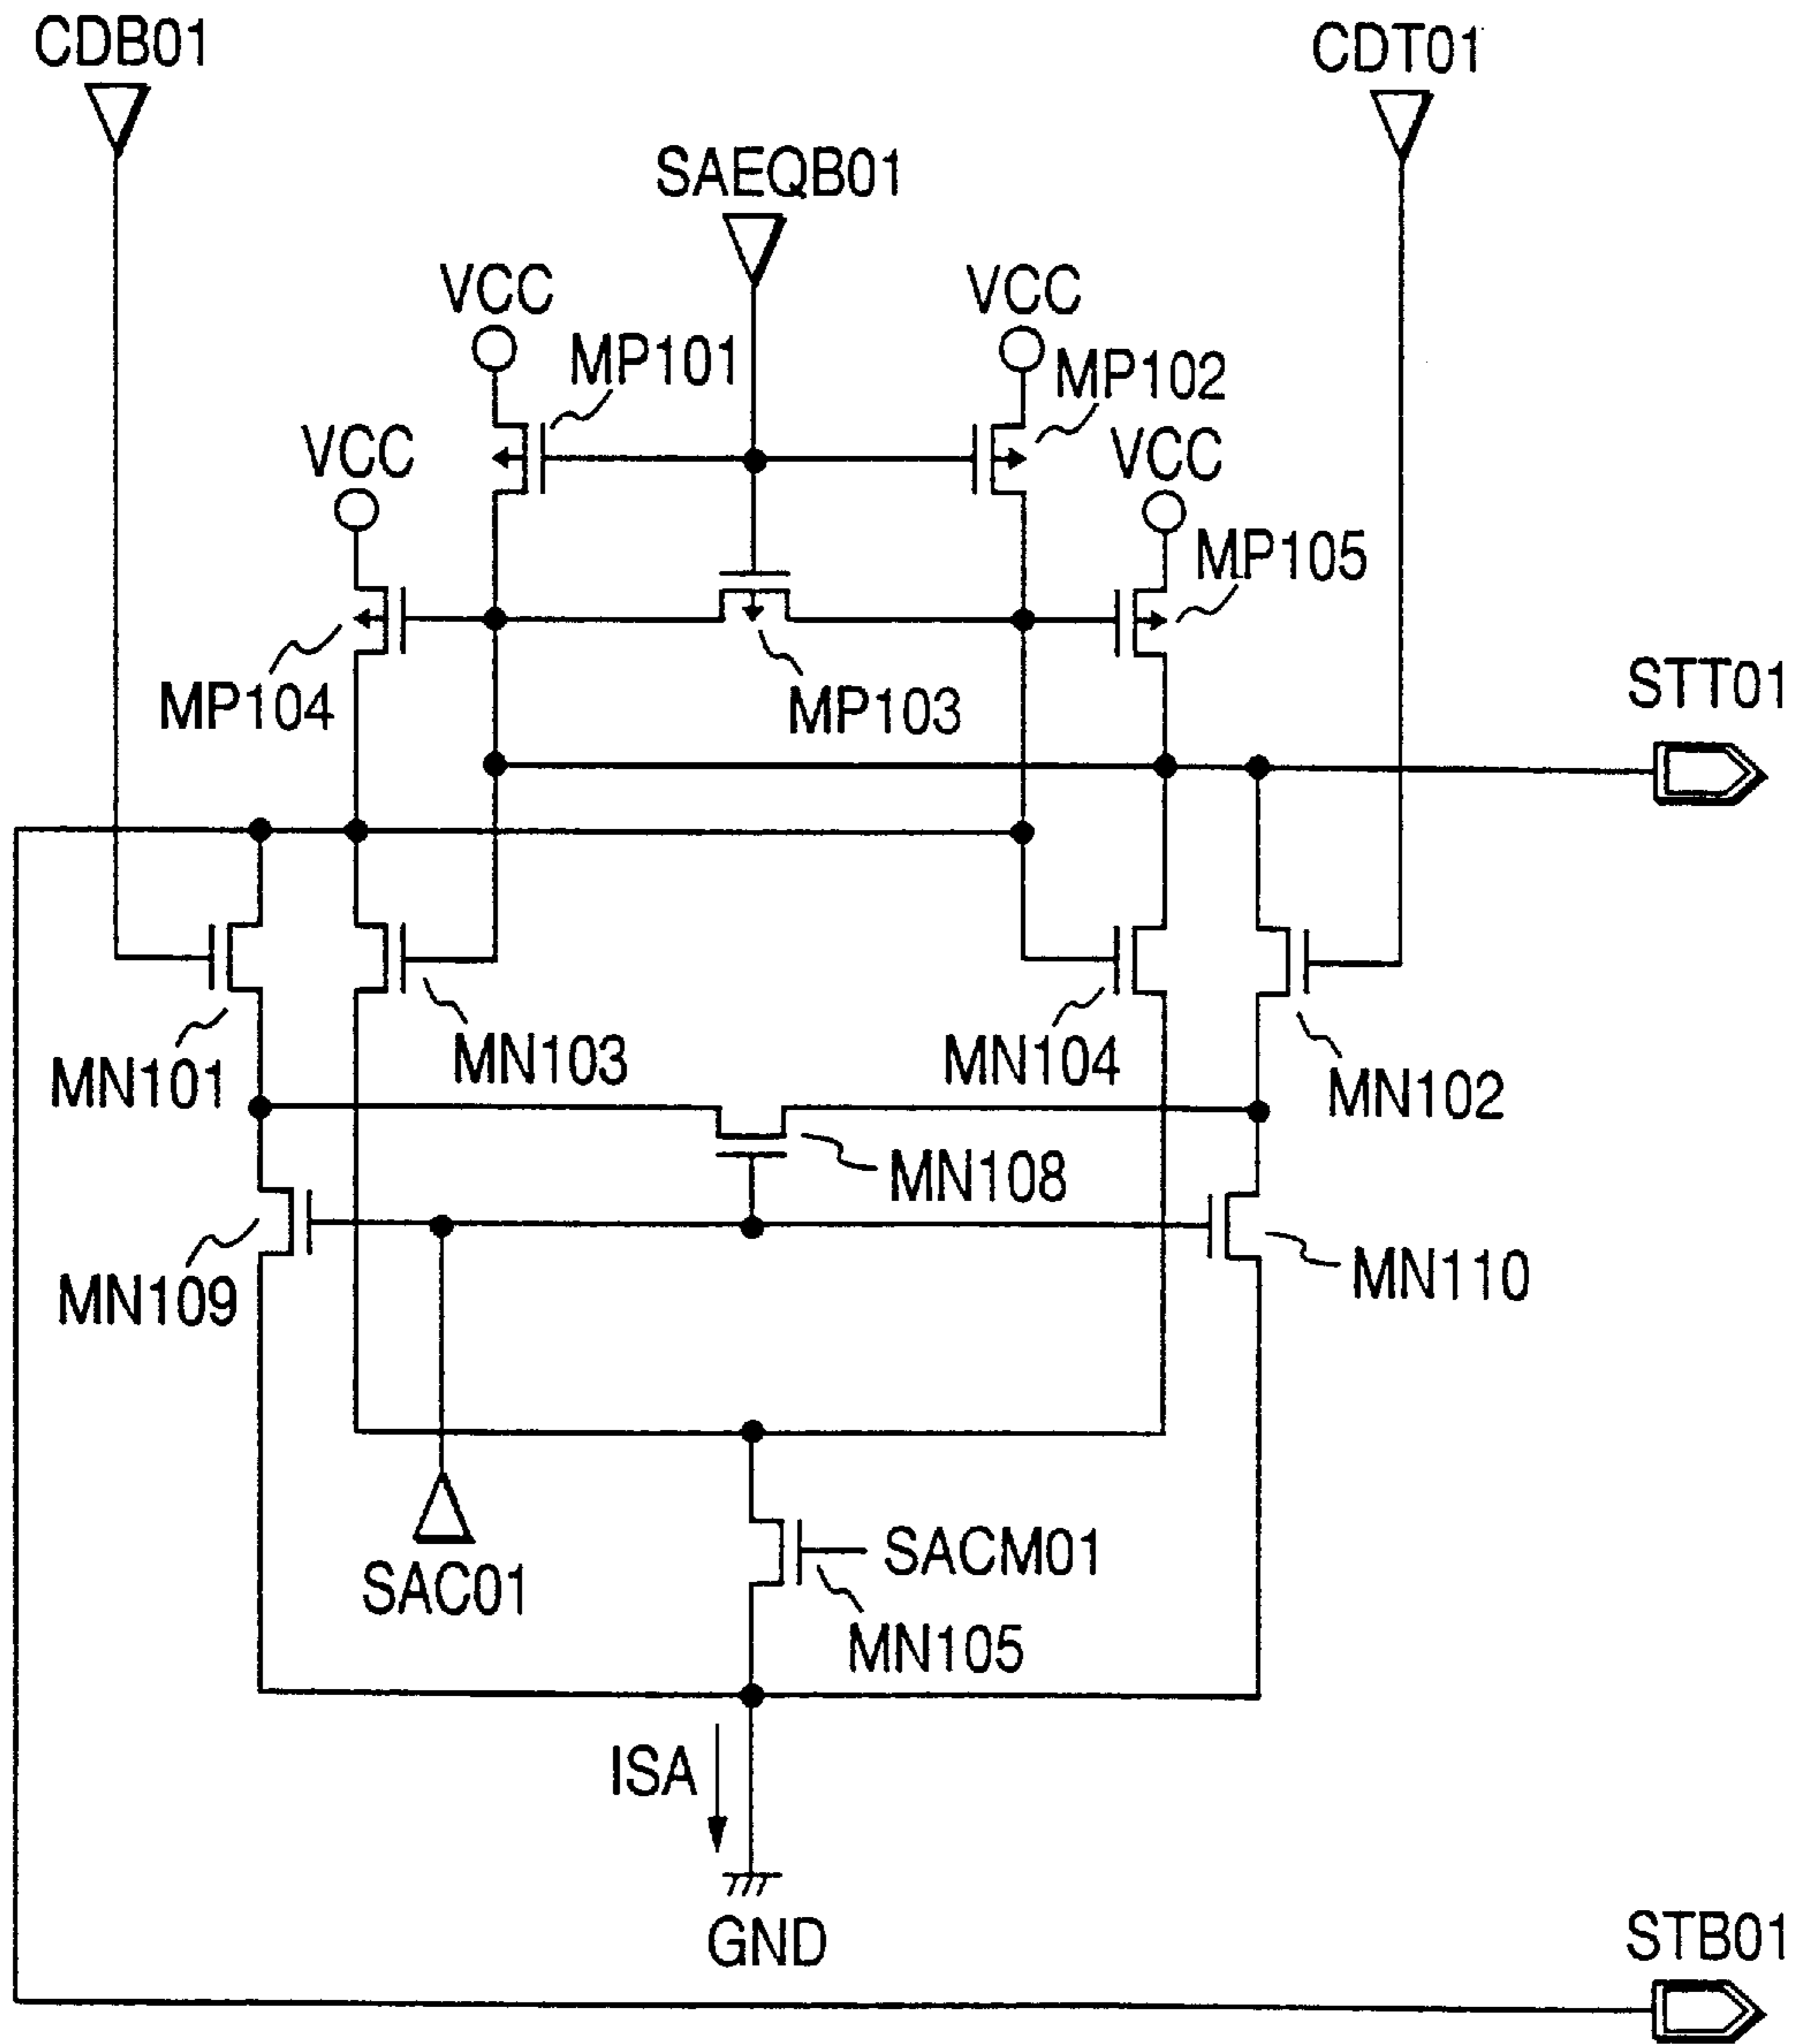 CDB01
CDT01
SAEQB01
VCC
VCC
MP101
MP102
VCC
VCC
MP105
MP104
MP103
STT01
MN101
MN103
MN104
MN102
MN108
MN109
MN110
SAC01
SACM01
MN105
ISA
GND
STB01